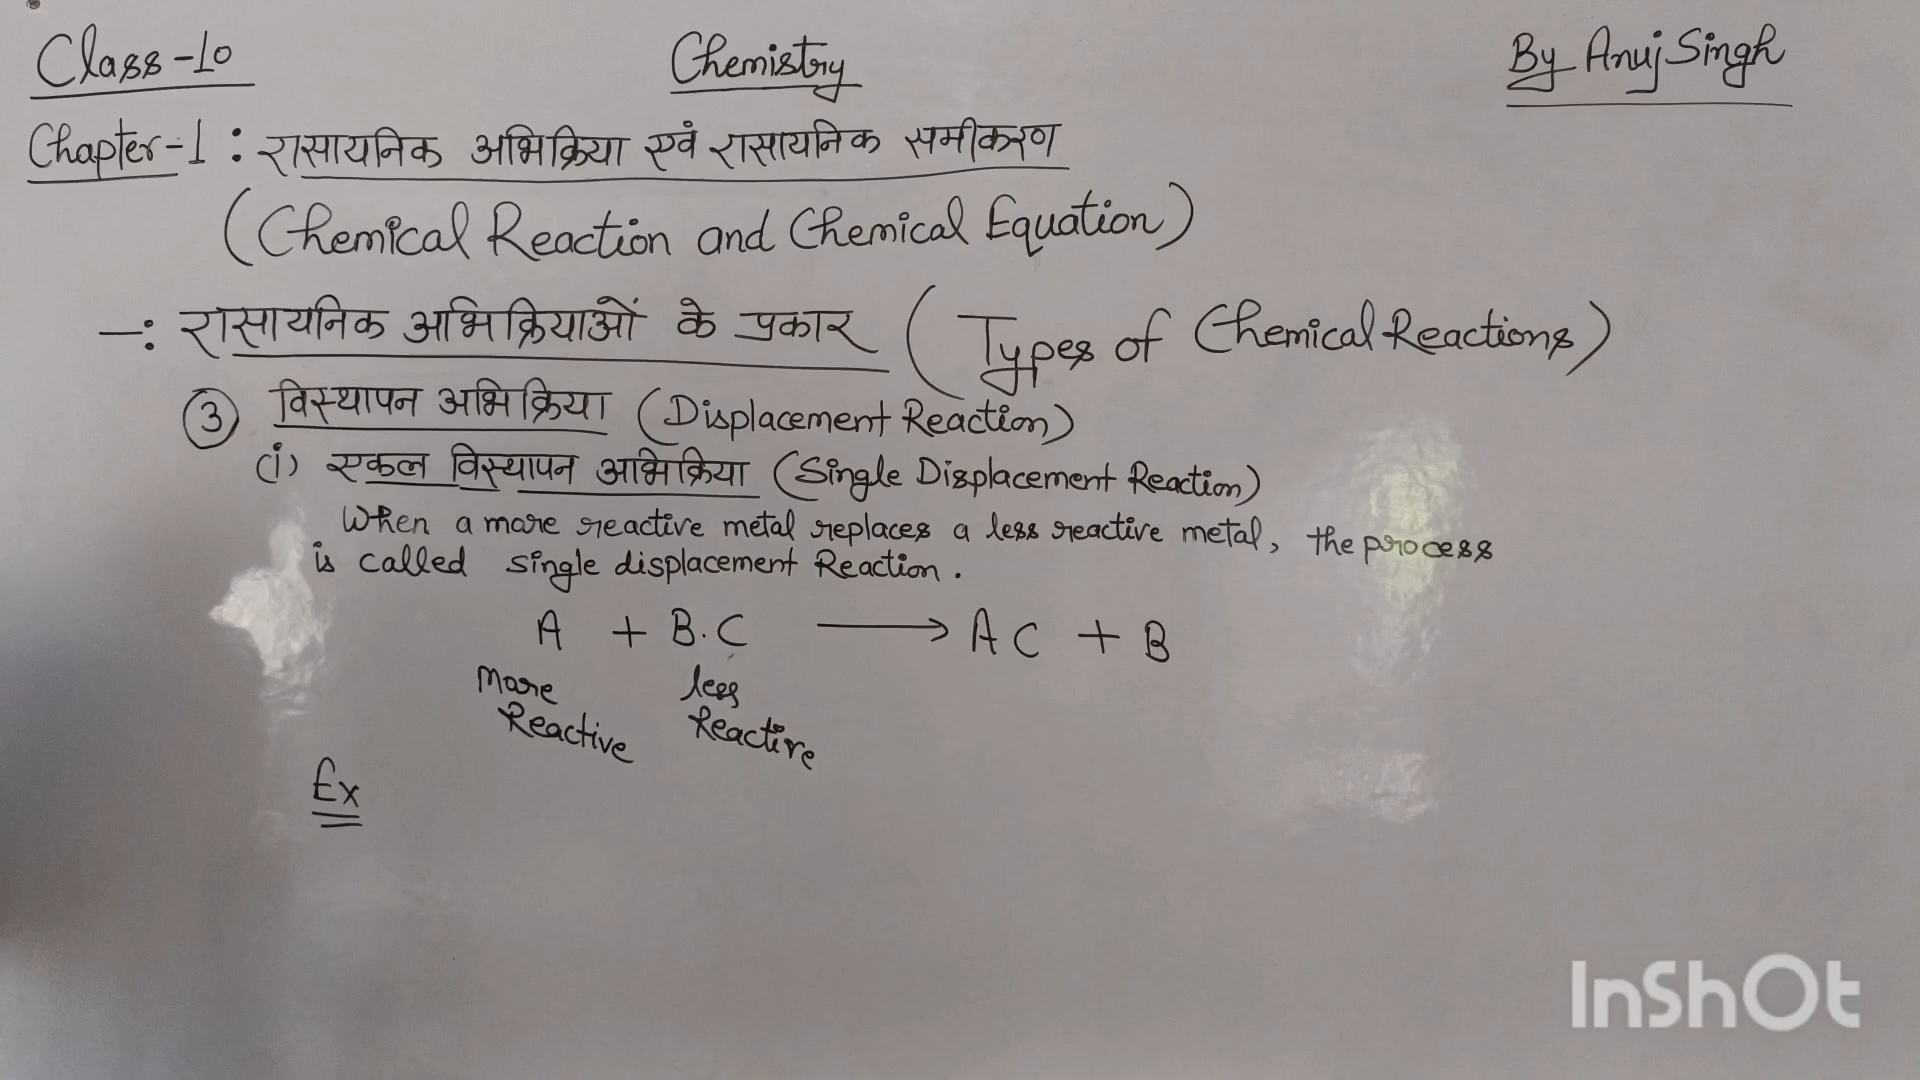 Class-10 Chemistry By Anuj Singh
Chapter-1 : रासायनिक अभिक्रिया एवं रासायनिक समीकरण
(Chemical Reaction and Chemical Equation)
-: रासायनिक अभिक्रियाओं के प्रकार (Types of Chemical Reactions)
③ विस्थापन अभिक्रिया (Displacement Reaction)
(i) एकल विस्थापन अभिक्रिया (Single Displacement Reaction)
When a more reactive metal replaces a less reactive metal, the process
is called single displacement Reaction.
A + B.C ⟶ AC + B
More less
Reactive Reactive
Ex
InShOt